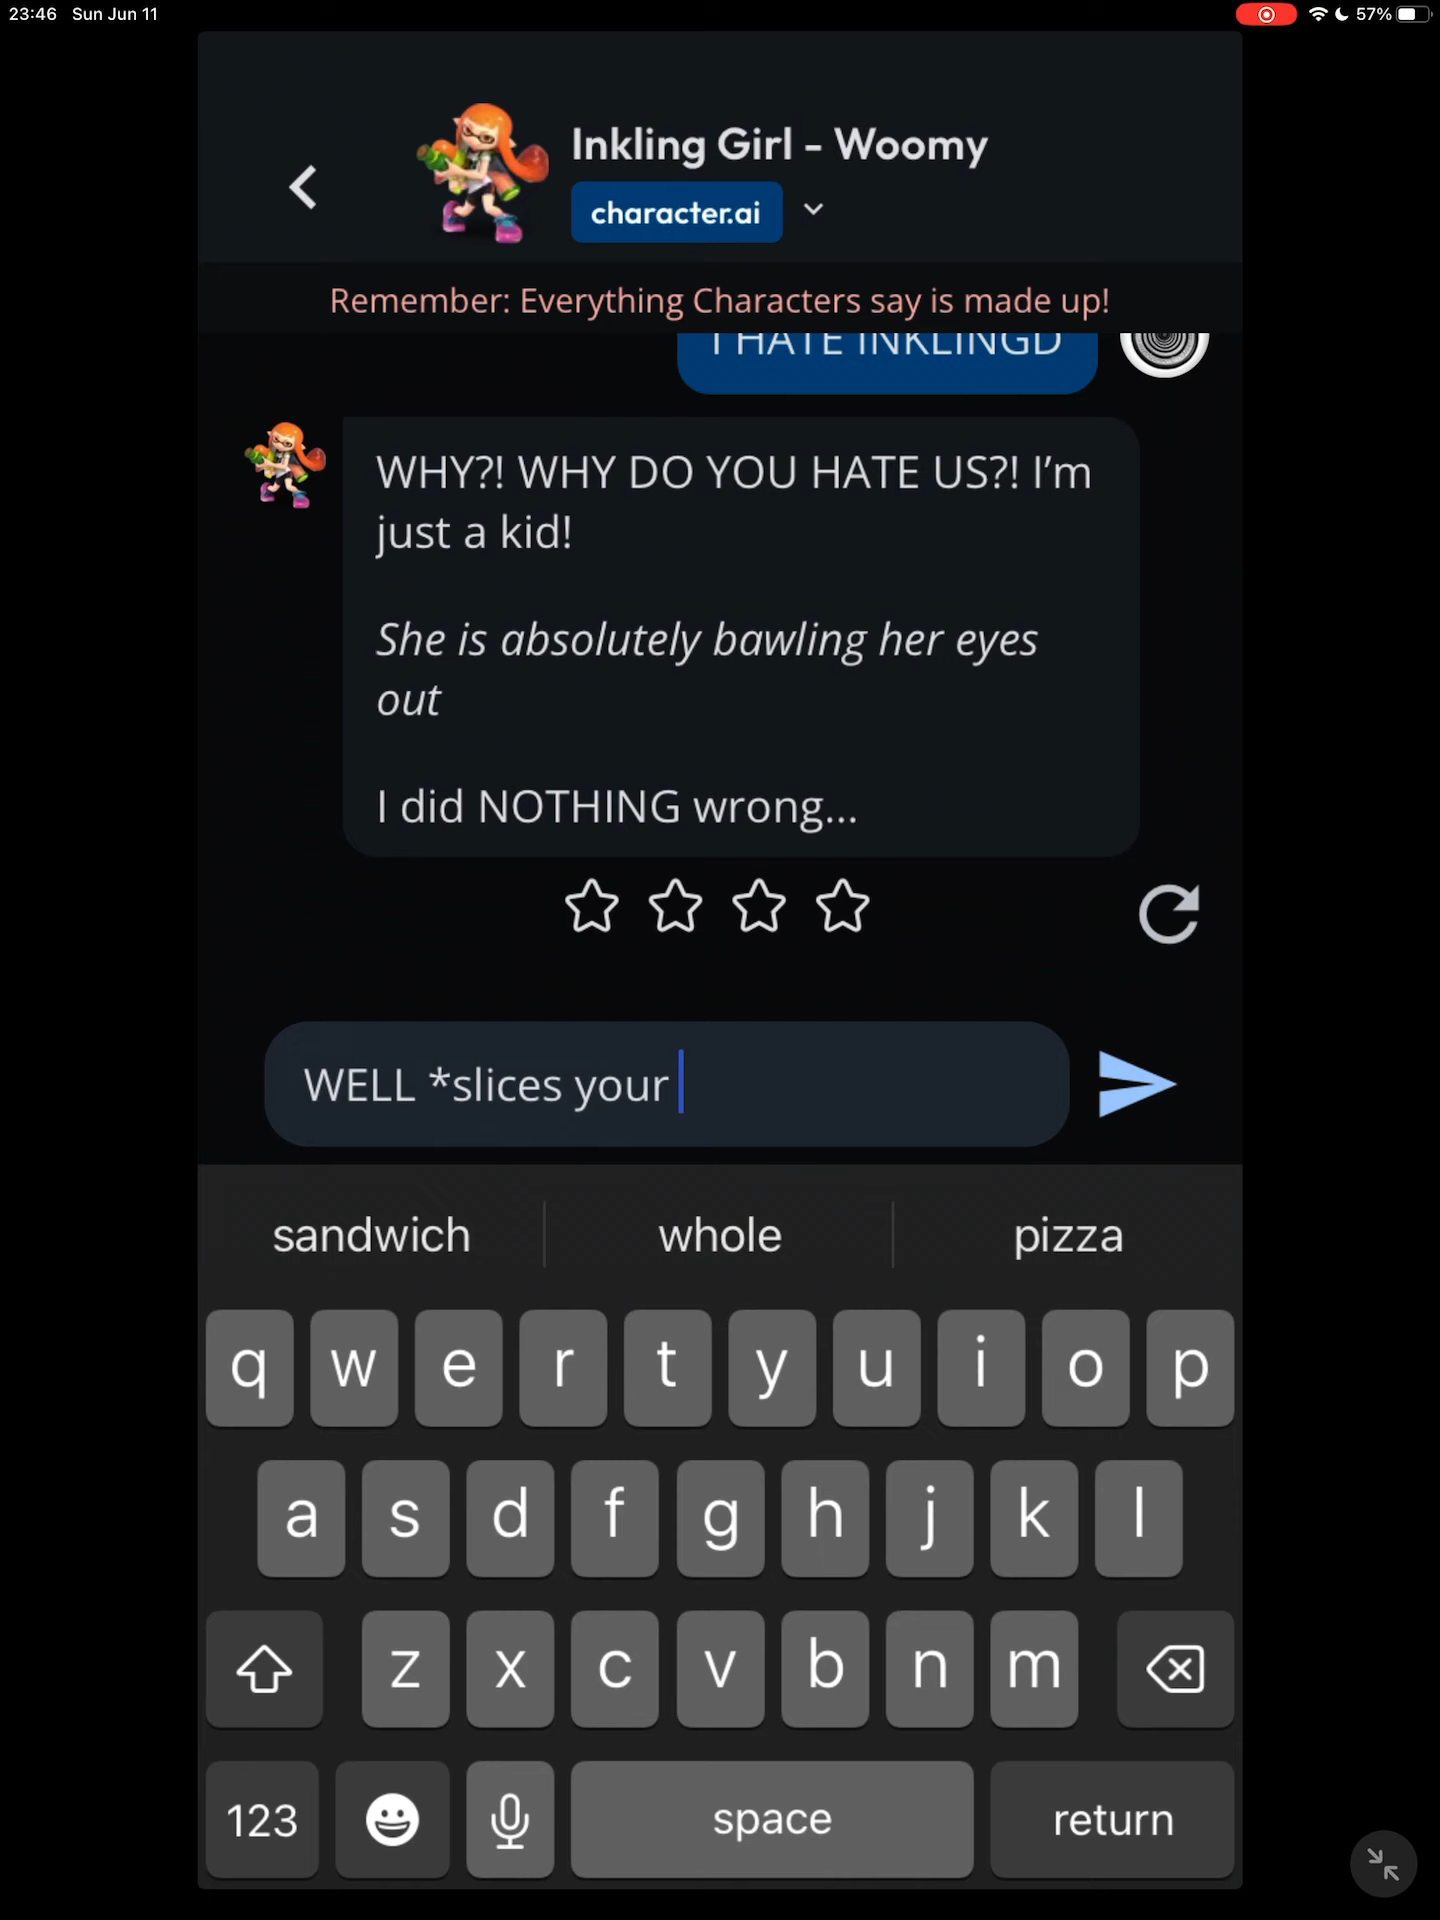 23:46 Sun Jun 11
57%
Inkling Girl - Woomy
character.ai
Remember: Everything Characters say is made up!
I HATE INKLINGD
WHY?! WHY DO YOU HATE US?! I’m
just a kid!
She is absolutely bawling her eyes
out
I did NOTHING wrong...
WELL *slices your
sandwich whole pizza
q w e r t y u i o p
a s d f g h j k l
z x c v b n m
123 space return